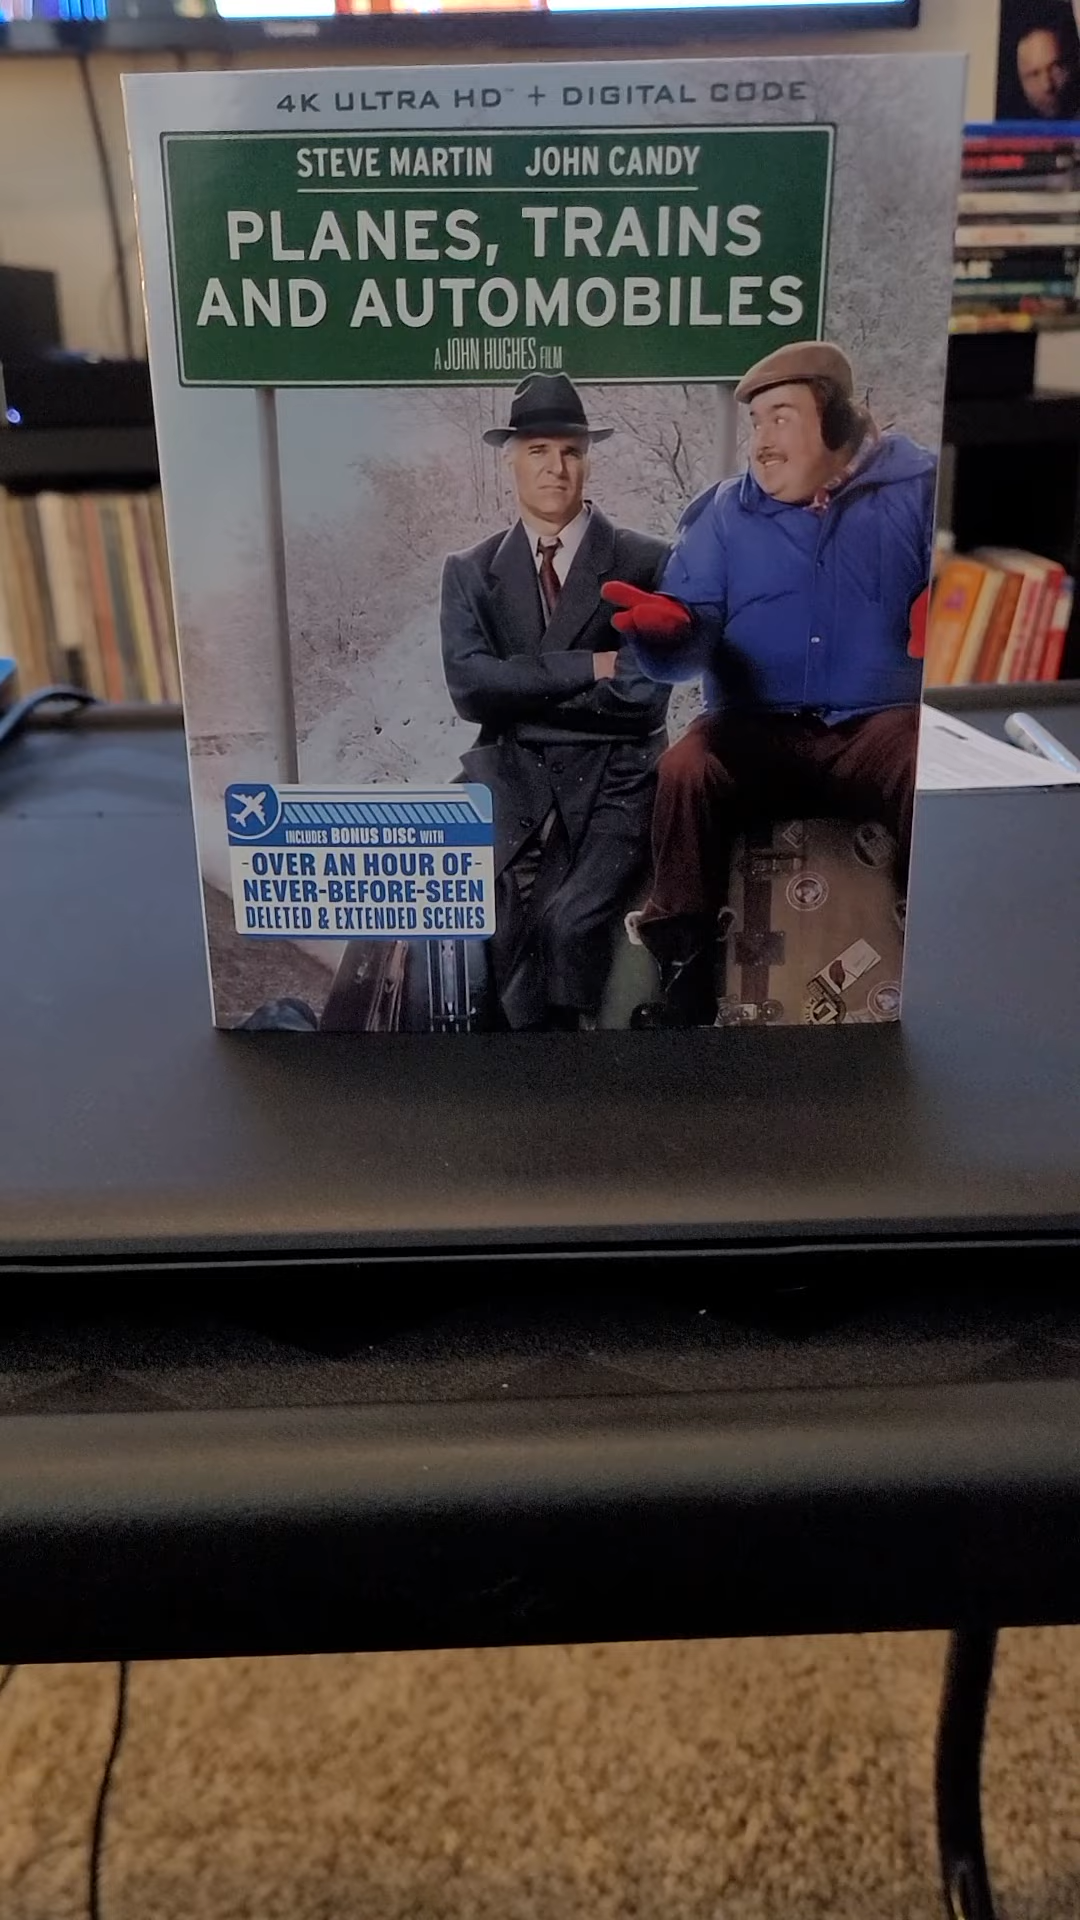 4K ULTRA HD™ + DIGITAL CODE
STEVE MARTIN JOHN CANDY
PLANES, TRAINS
AND AUTOMOBILES
A JOHN HUGHES FILM
INCLUDES BONUS DISC WITH
-OVER AN HOUR OF-
NEVER-BEFORE-SEEN
DELETED & EXTENDED SCENES